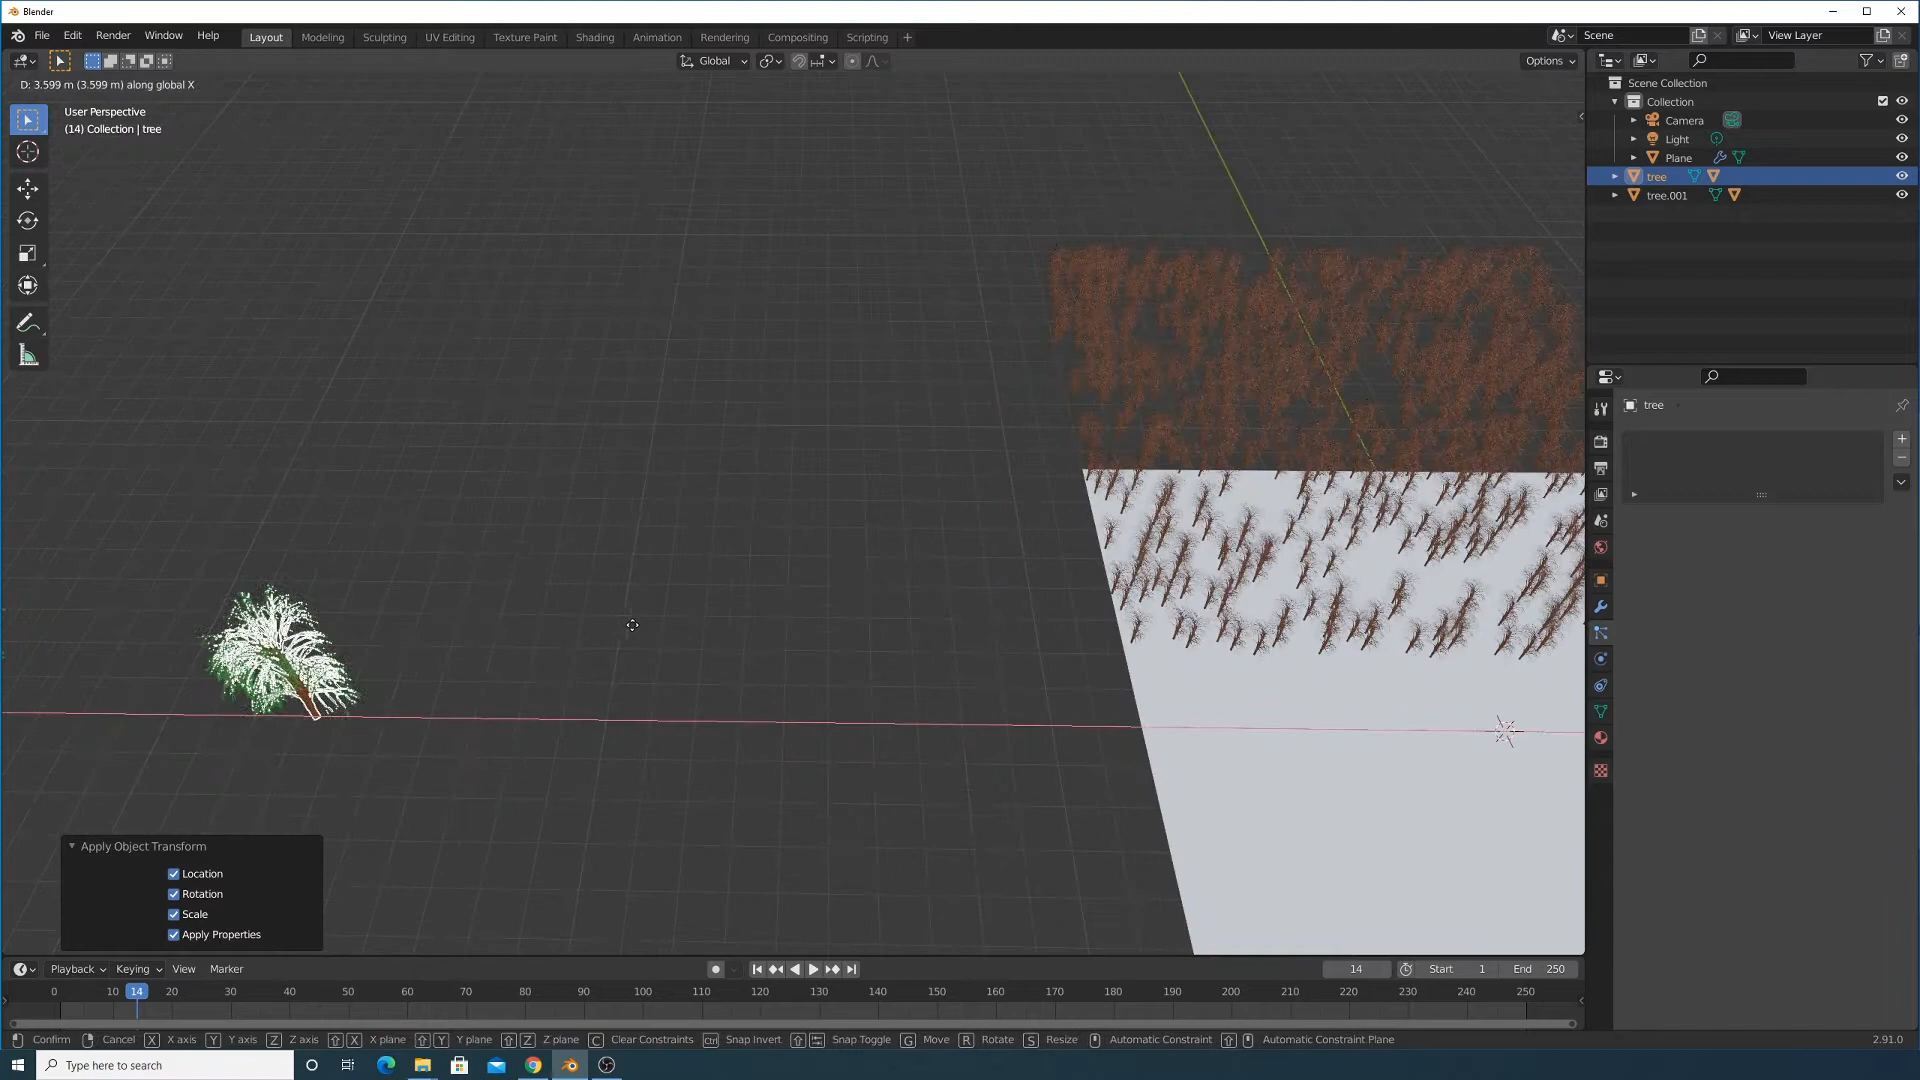 Blender
File Edit Render Window Help Layout Modeling Sculpting UV Editing Texture Paint Shading Animation Rendering Compositing Scripting + Scene View Layer
Global Options
D: 3.599 m (3.599 m) along global X
User Perspective
(14) Collection | tree
Scene Collection
Collection
Camera
Light
Plane
tree
tree.001
tree
Apply Object Transform
Location
Rotation
Scale
Apply Properties
Playback Keying View Marker 14 Start 1 End 250
0 10 14 20 30 40 50 60 70 80 90 100 110 120 130 140 150 160 170 180 190 200 210 220 230 240 250
Confirm Cancel X X axis Y Y axis Z Z axis X X plane Y Y plane Z Z plane C Clear Constraints Ctrl Snap Invert Snap Toggle G Move R Rotate S Resize Automatic Constraint Automatic Constraint Plane 2.91.0
Type here to search